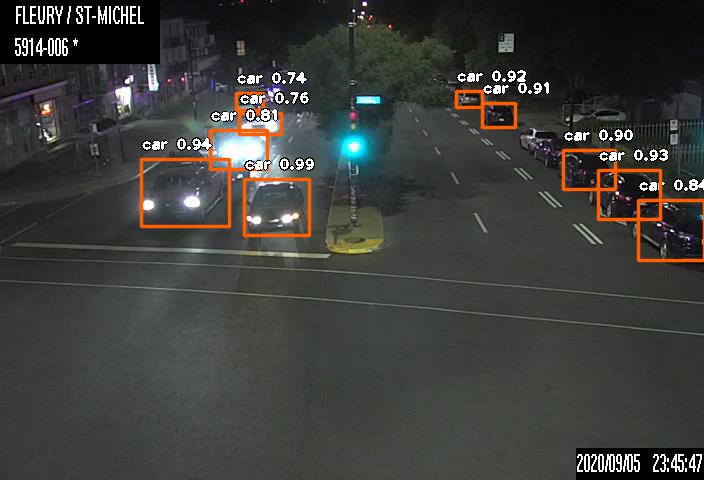 FLEURY / ST-MICHEL
5914-006 *
car 0.74
car 0.76
car 0.81
car 0.94
car 0.99
car 0.92
car 0.91
car 0.90
car 0.93
car 0.84
2020/09/05 23:45:47